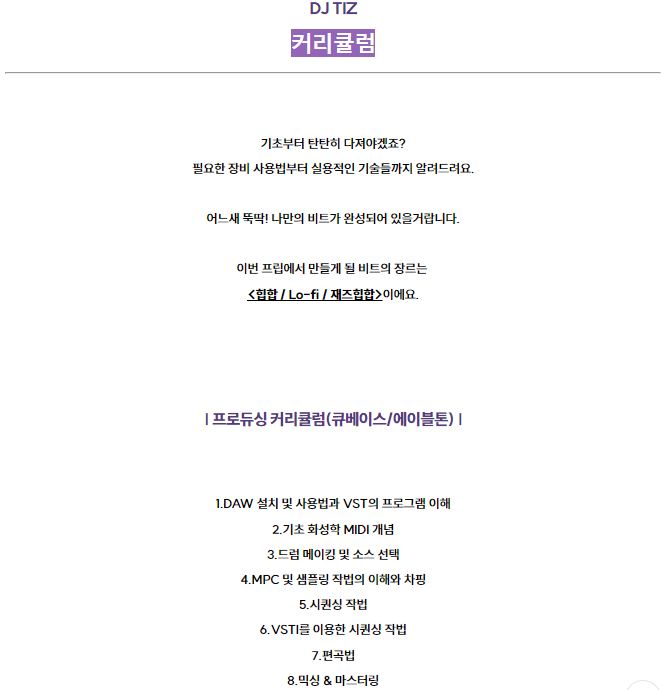 DJ TIZ
커리큘럼
기초부터 탄탄히 다져야겠죠?
필요한 장비 사용법부터 실용적인 기술들까지 알려드려요.
어느새 뚝딱! 나만의 비트가 완성되어 있을거랍니다.
이번 프립에서 만들게 될 비트의 장르는
<힙합 / Lo-fi / 재즈힙합>이에요.
| 프로듀싱 커리큘럼(큐베이스/에이블톤) |
1.DAW 설치 및 사용법과 VST의 프로그램 이해
2.기초 화성학 MIDI 개념
3.드럼 메이킹 및 소스 선택
4.MPC 및 샘플링 작법의 이해와 차핑
5.시퀀싱 작법
6.VSTI를 이용한 시퀀싱 작법
7.편곡법
8.믹싱 & 마스터링